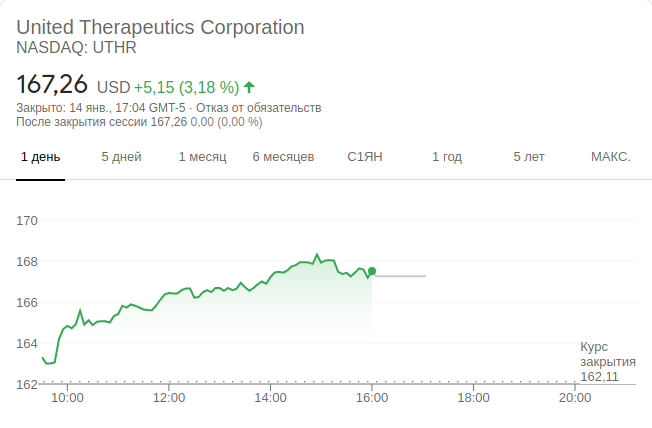 United Therapeutics Corporation
NASDAQ: UTHR
167,26 USD +5,15 (3,18 %)
Закрыто: 14 янв., 17:04 GMT-5 · Отказ от обязательств
После закрытия сессии 167,26 0,00 (0,00 %)
1 день 5 дней 1 месяц 6 месяцев С1ЯН 1 год 5 лет МАКС.
170
168
166
164
Курс
закрытия
162,11
162
10:00 12:00 14:00 16:00 18:00 20:00